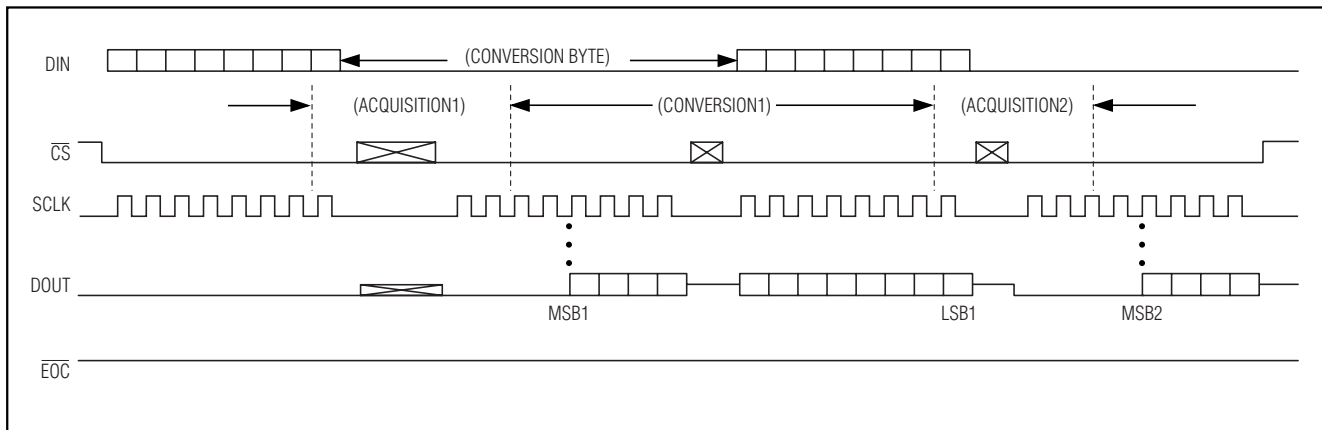 DIN
(CONVERSION BYTE)
(ACQUISITION1)
(CONVERSION1)
(ACQUISITION2)
CS
SCLK
DOUT
MSB1
LSB1
MSB2
EOC